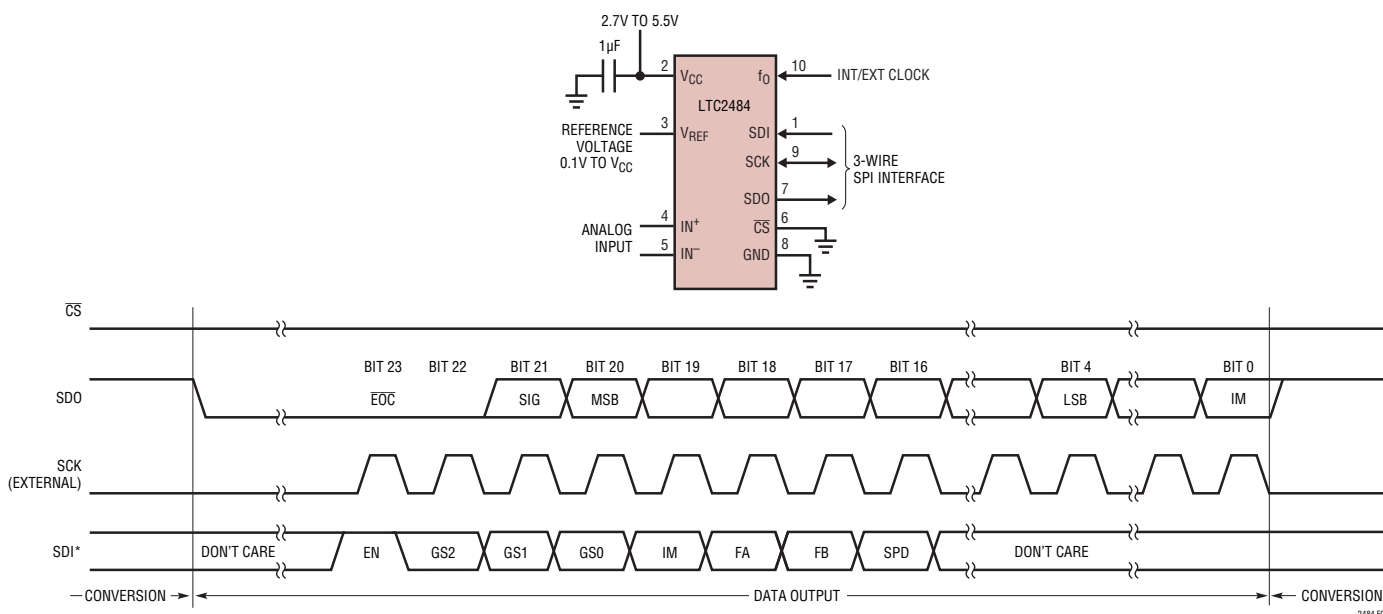 2.7V TO 5.5V
1µF
2 VCC fO 10 INT/EXT CLOCK
LTC2484
REFERENCE
VOLTAGE
0.1V TO VCC
3 VREF SDI 1
SCK 9
3-WIRE
SPI INTERFACE
SDO 7
ANALOG
INPUT
4 IN+ CS 6
5 IN– GND 8
CS
BIT 23 BIT 22 BIT 21 BIT 20 BIT 19 BIT 18 BIT 17 BIT 16 BIT 4 BIT 0
SDO EOC SIG MSB LSB IM
SCK
(EXTERNAL)
SDI* DON'T CARE EN GS2 GS1 GS0 IM FA FB SPD DON'T CARE
CONVERSION DATA OUTPUT CONVERSION